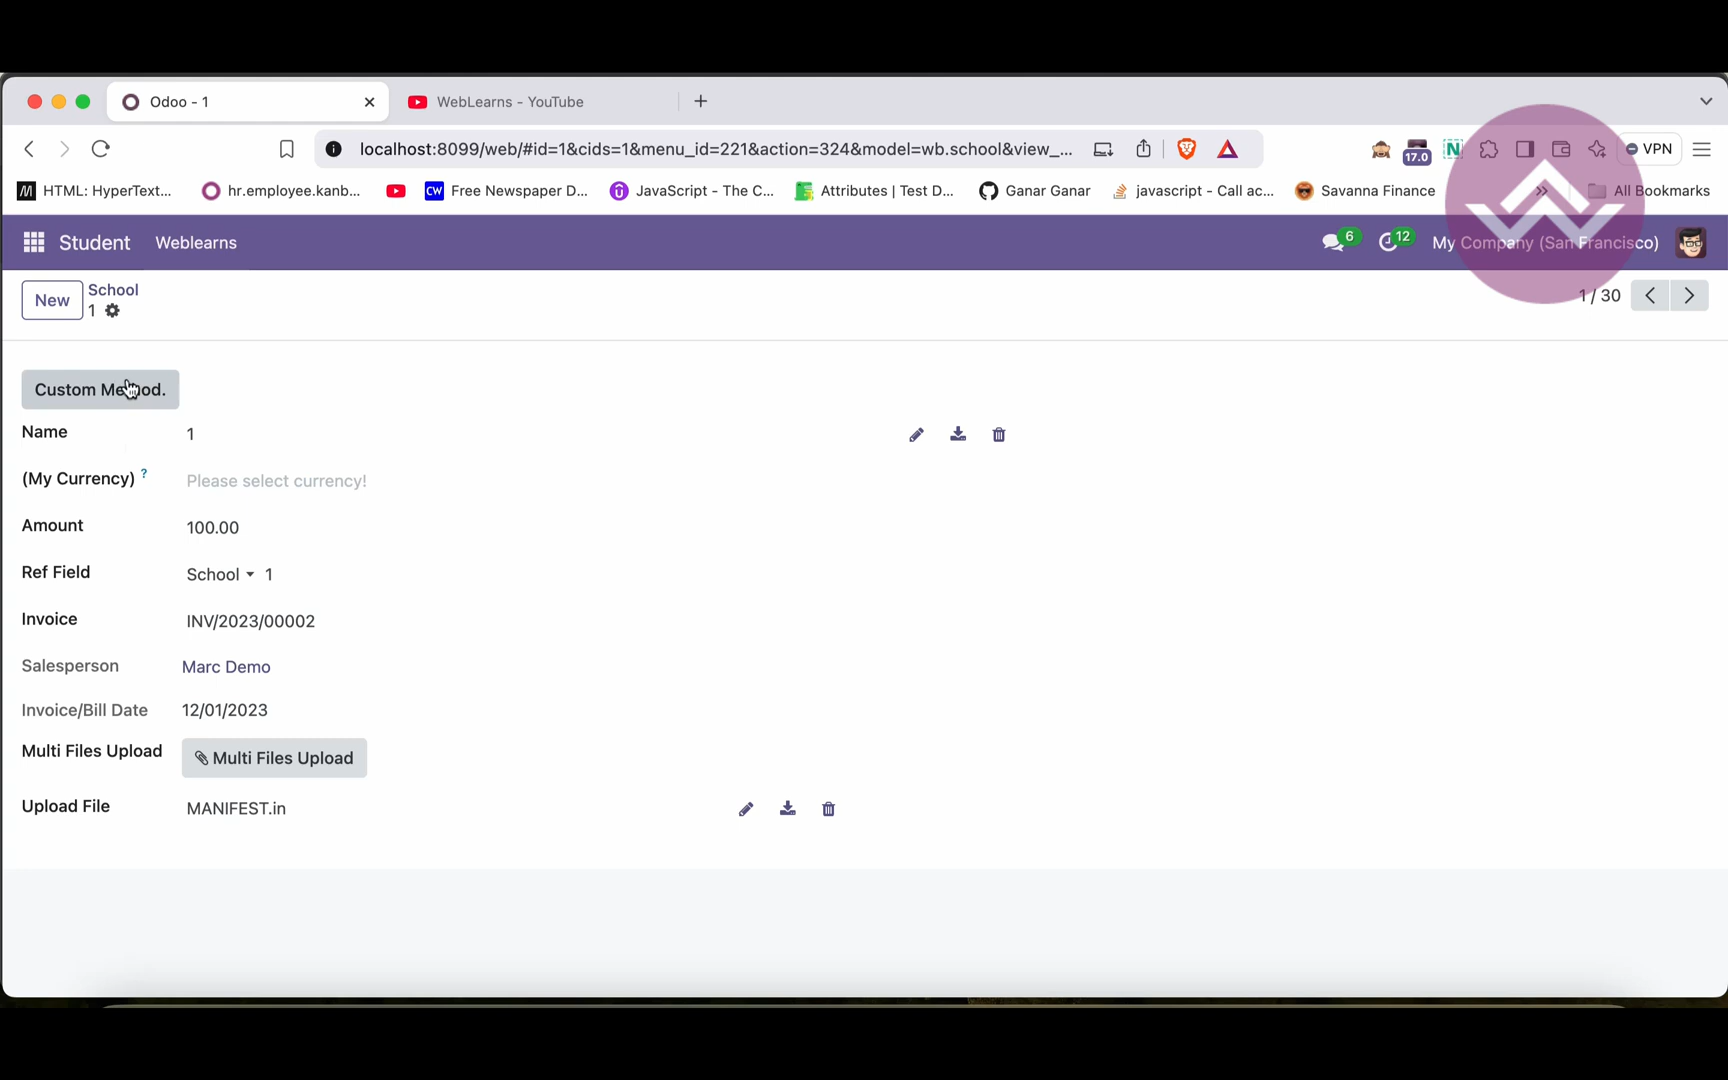 Odoo - 1
WebLearns - YouTube
localhost:8099/web/#id=1&cids=1&menu_id=221&action=324&model=wb.school&view_...
17.0
N
VPN
HTML: HyperText...
hr.employee.kanb...
CW
Free Newspaper D...
JavaScript - The C...
Attributes | Test D...
Ganar Ganar
javascript - Call ac...
Savanna Finance
All Bookmarks
Student
Weblearns
6
12
My Company (San Francisco)
New
School
1
1 / 30
Custom Method.
Name
1
(My Currency) ?
Please select currency!
Amount
100.00
Ref Field
School 1
Invoice
INV/2023/00002
Salesperson
Marc Demo
Invoice/Bill Date
12/01/2023
Multi Files Upload
Multi Files Upload
Upload File
MANIFEST.in